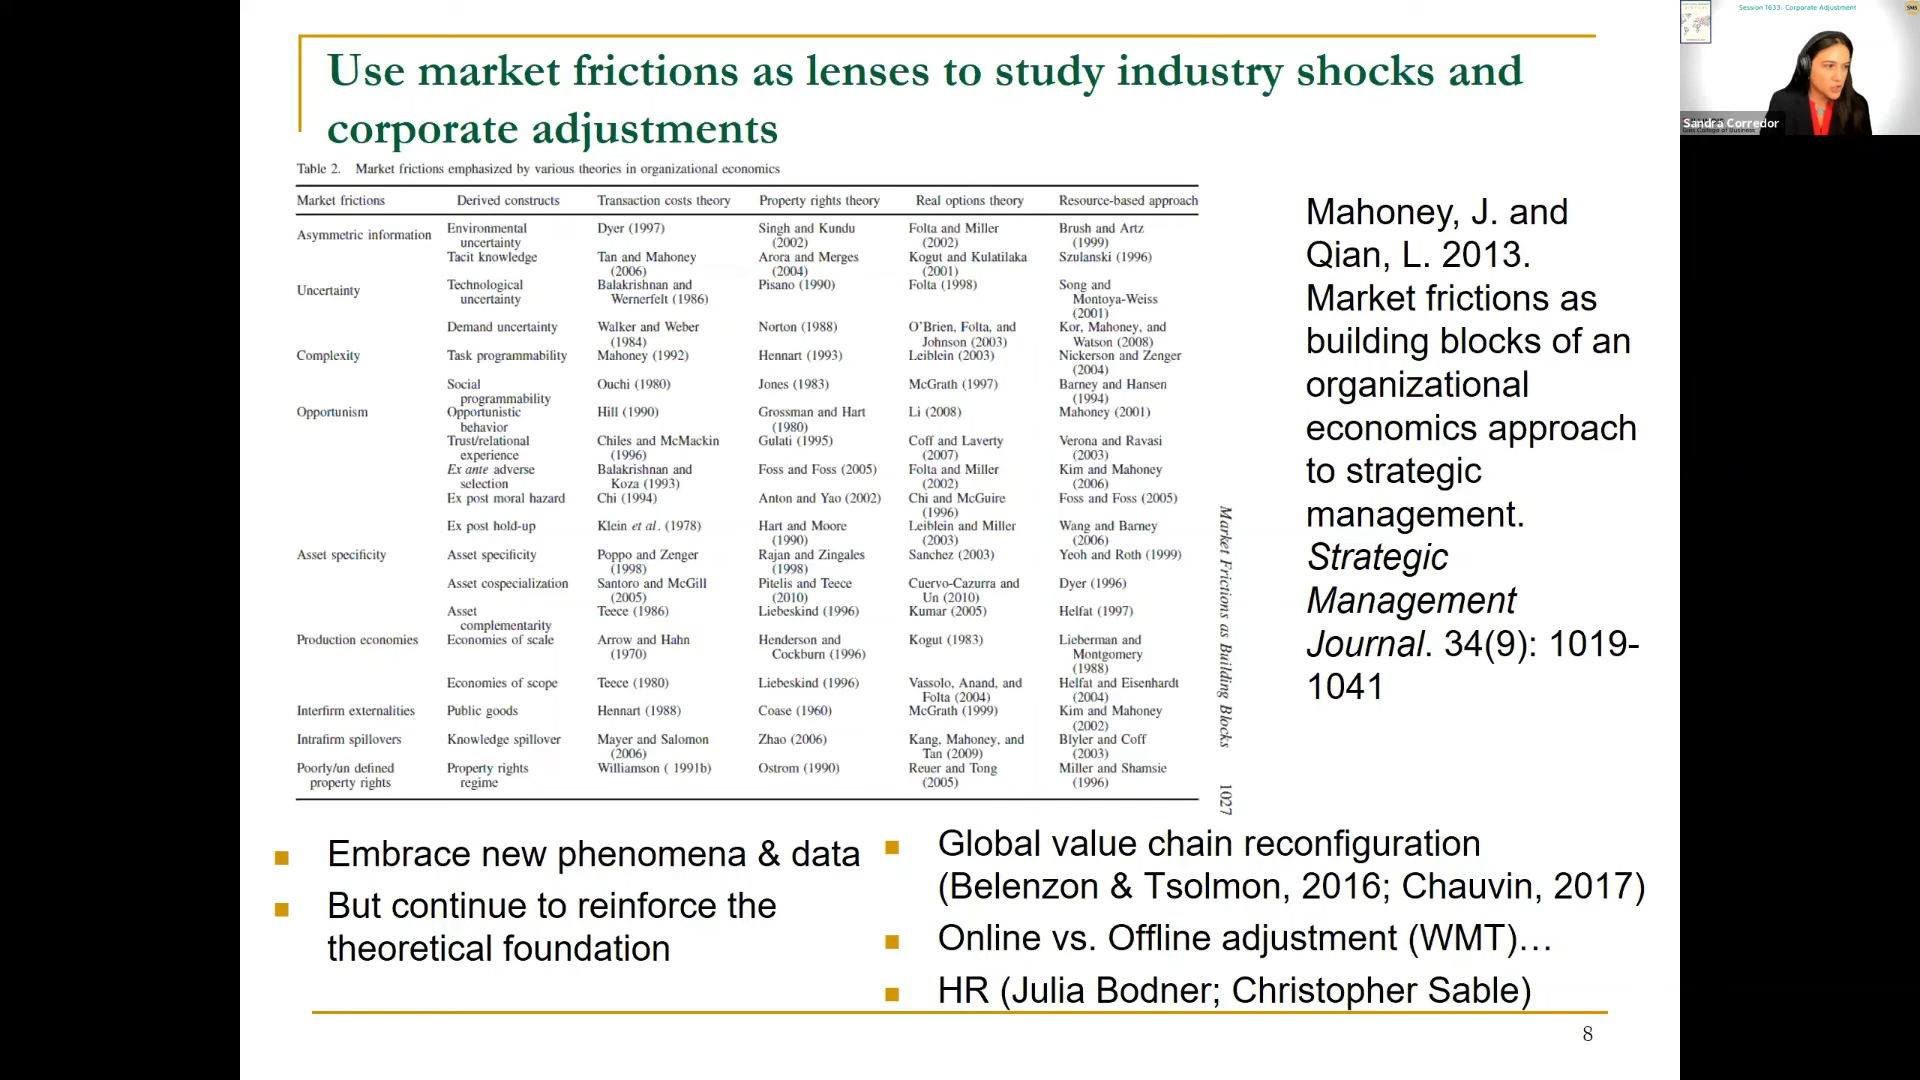 Use market frictions as lenses to study industry shocks and
corporate adjustments
Table 2. Market frictions emphasized by various theories in organizational economics
Market frictions Derived constructs Transaction costs theory Property rights theory Real options theory Resource-based approach
Asymmetric information Environmental uncertainty Dyer (1997) Singh and Kundu (2002) Folta and Miller (2002) Brush and Artz (1999)
Tacit knowledge Tan and Mahoney (2006) Arora and Merges (2004) Kogut and Kulatilaka (2001) Szulanski (1996)
Uncertainty Technological uncertainty Balakrishnan and Wernerfelt (1986) Pisano (1990) Folta (1998) Song and Montoya-Weiss (2001)
Demand uncertainty Walker and Weber (1984) Norton (1988) O'Brien, Folta, and Johnson (2003) Kor, Mahoney, and Watson (2008)
Complexity Task programmability Mahoney (1992) Hennart (1993) Leiblein (2003) Nickerson and Zenger (2004)
Social programmability Ouchi (1980) Jones (1983) McGrath (1997) Barney and Hansen (1994)
Opportunism Opportunistic behavior Hill (1990) Grossman and Hart (1980) Li (2008) Mahoney (2001)
Trust/relational experience Chiles and McMackin (1996) Gulati (1995) Coff and Laverty (2007) Verona and Ravasi (2003)
Ex ante adverse selection Balakrishnan and Koza (1993) Foss and Foss (2005) Folta and Miller (2002) Kim and Mahoney (2006)
Ex post moral hazard Chi (1994) Anton and Yao (2002) Chi and McGuire (1996) Foss and Foss (2005)
Ex post hold-up Klein et al. (1978) Hart and Moore (1990) Leiblein and Miller (2003) Wang and Barney (2006)
Asset specificity Asset specificity Poppo and Zenger (1998) Rajan and Zingales (1998) Sanchez (2003) Yeoh and Roth (1999)
Asset cospecialization Santoro and McGill (2005) Pitelis and Teece (2010) Cuervo-Cazurra and Un (2010) Dyer (1996)
Asset complementarity Teece (1986) Liebeskind (1996) Kumar (2005) Helfat (1997)
Production economies Economies of scale Arrow and Hahn (1970) Henderson and Cockburn (1996) Kogut (1983) Lieberman and Montgomery (1988)
Economies of scope Teece (1980) Liebeskind (1996) Vassolo, Anand, and Folta (2004) Helfat and Eisenhardt (2004)
Interfirm externalities Public goods Hennart (1988) Coase (1960) McGrath (1999) Kim and Mahoney (2002)
Intrafirm spillovers Knowledge spillover Mayer and Salomon (2006) Zhao (2006) Kang, Mahoney, and Tan (2009) Blyler and Coff (2003)
Poorly/un defined property rights Property rights regime Williamson ( 1991b) Ostrom (1990) Reuer and Tong (2005) Miller and Shamsie (1996)
Market Frictions as Building Blocks 1027
Mahoney, J. and
Qian, L. 2013.
Market frictions as
building blocks of an
organizational
economics approach
to strategic
management.
Strategic
Management
Journal. 34(9): 1019-
1041
Embrace new phenomena & data
But continue to reinforce the
theoretical foundation
Global value chain reconfiguration
(Belenzon & Tsolmon, 2016; Chauvin, 2017)
Online vs. Offline adjustment (WMT)…
HR (Julia Bodner; Christopher Sable)
8
Session 1633: Corporate Adjustment
SMS
Sandra Corredor